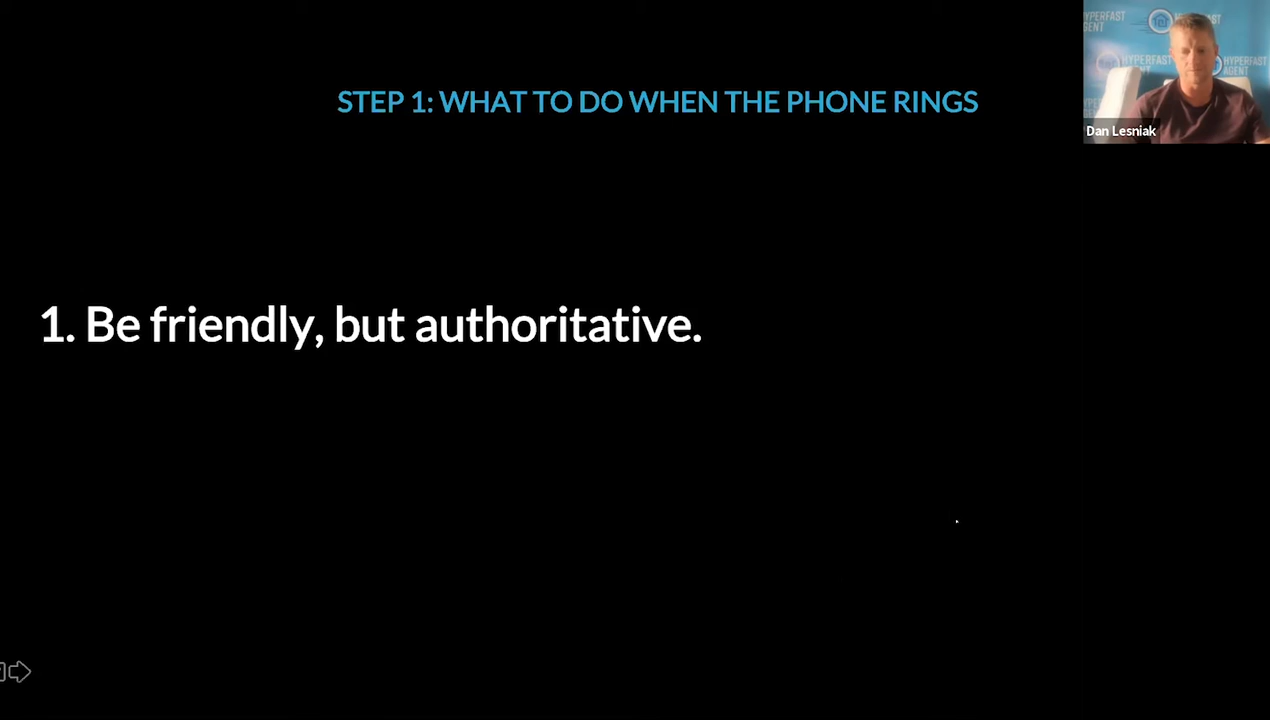 STEP 1: WHAT TO DO WHEN THE PHONE RINGS
HYPERFAST
AGENT
Dan Lesniak
1. Be friendly, but authoritative.